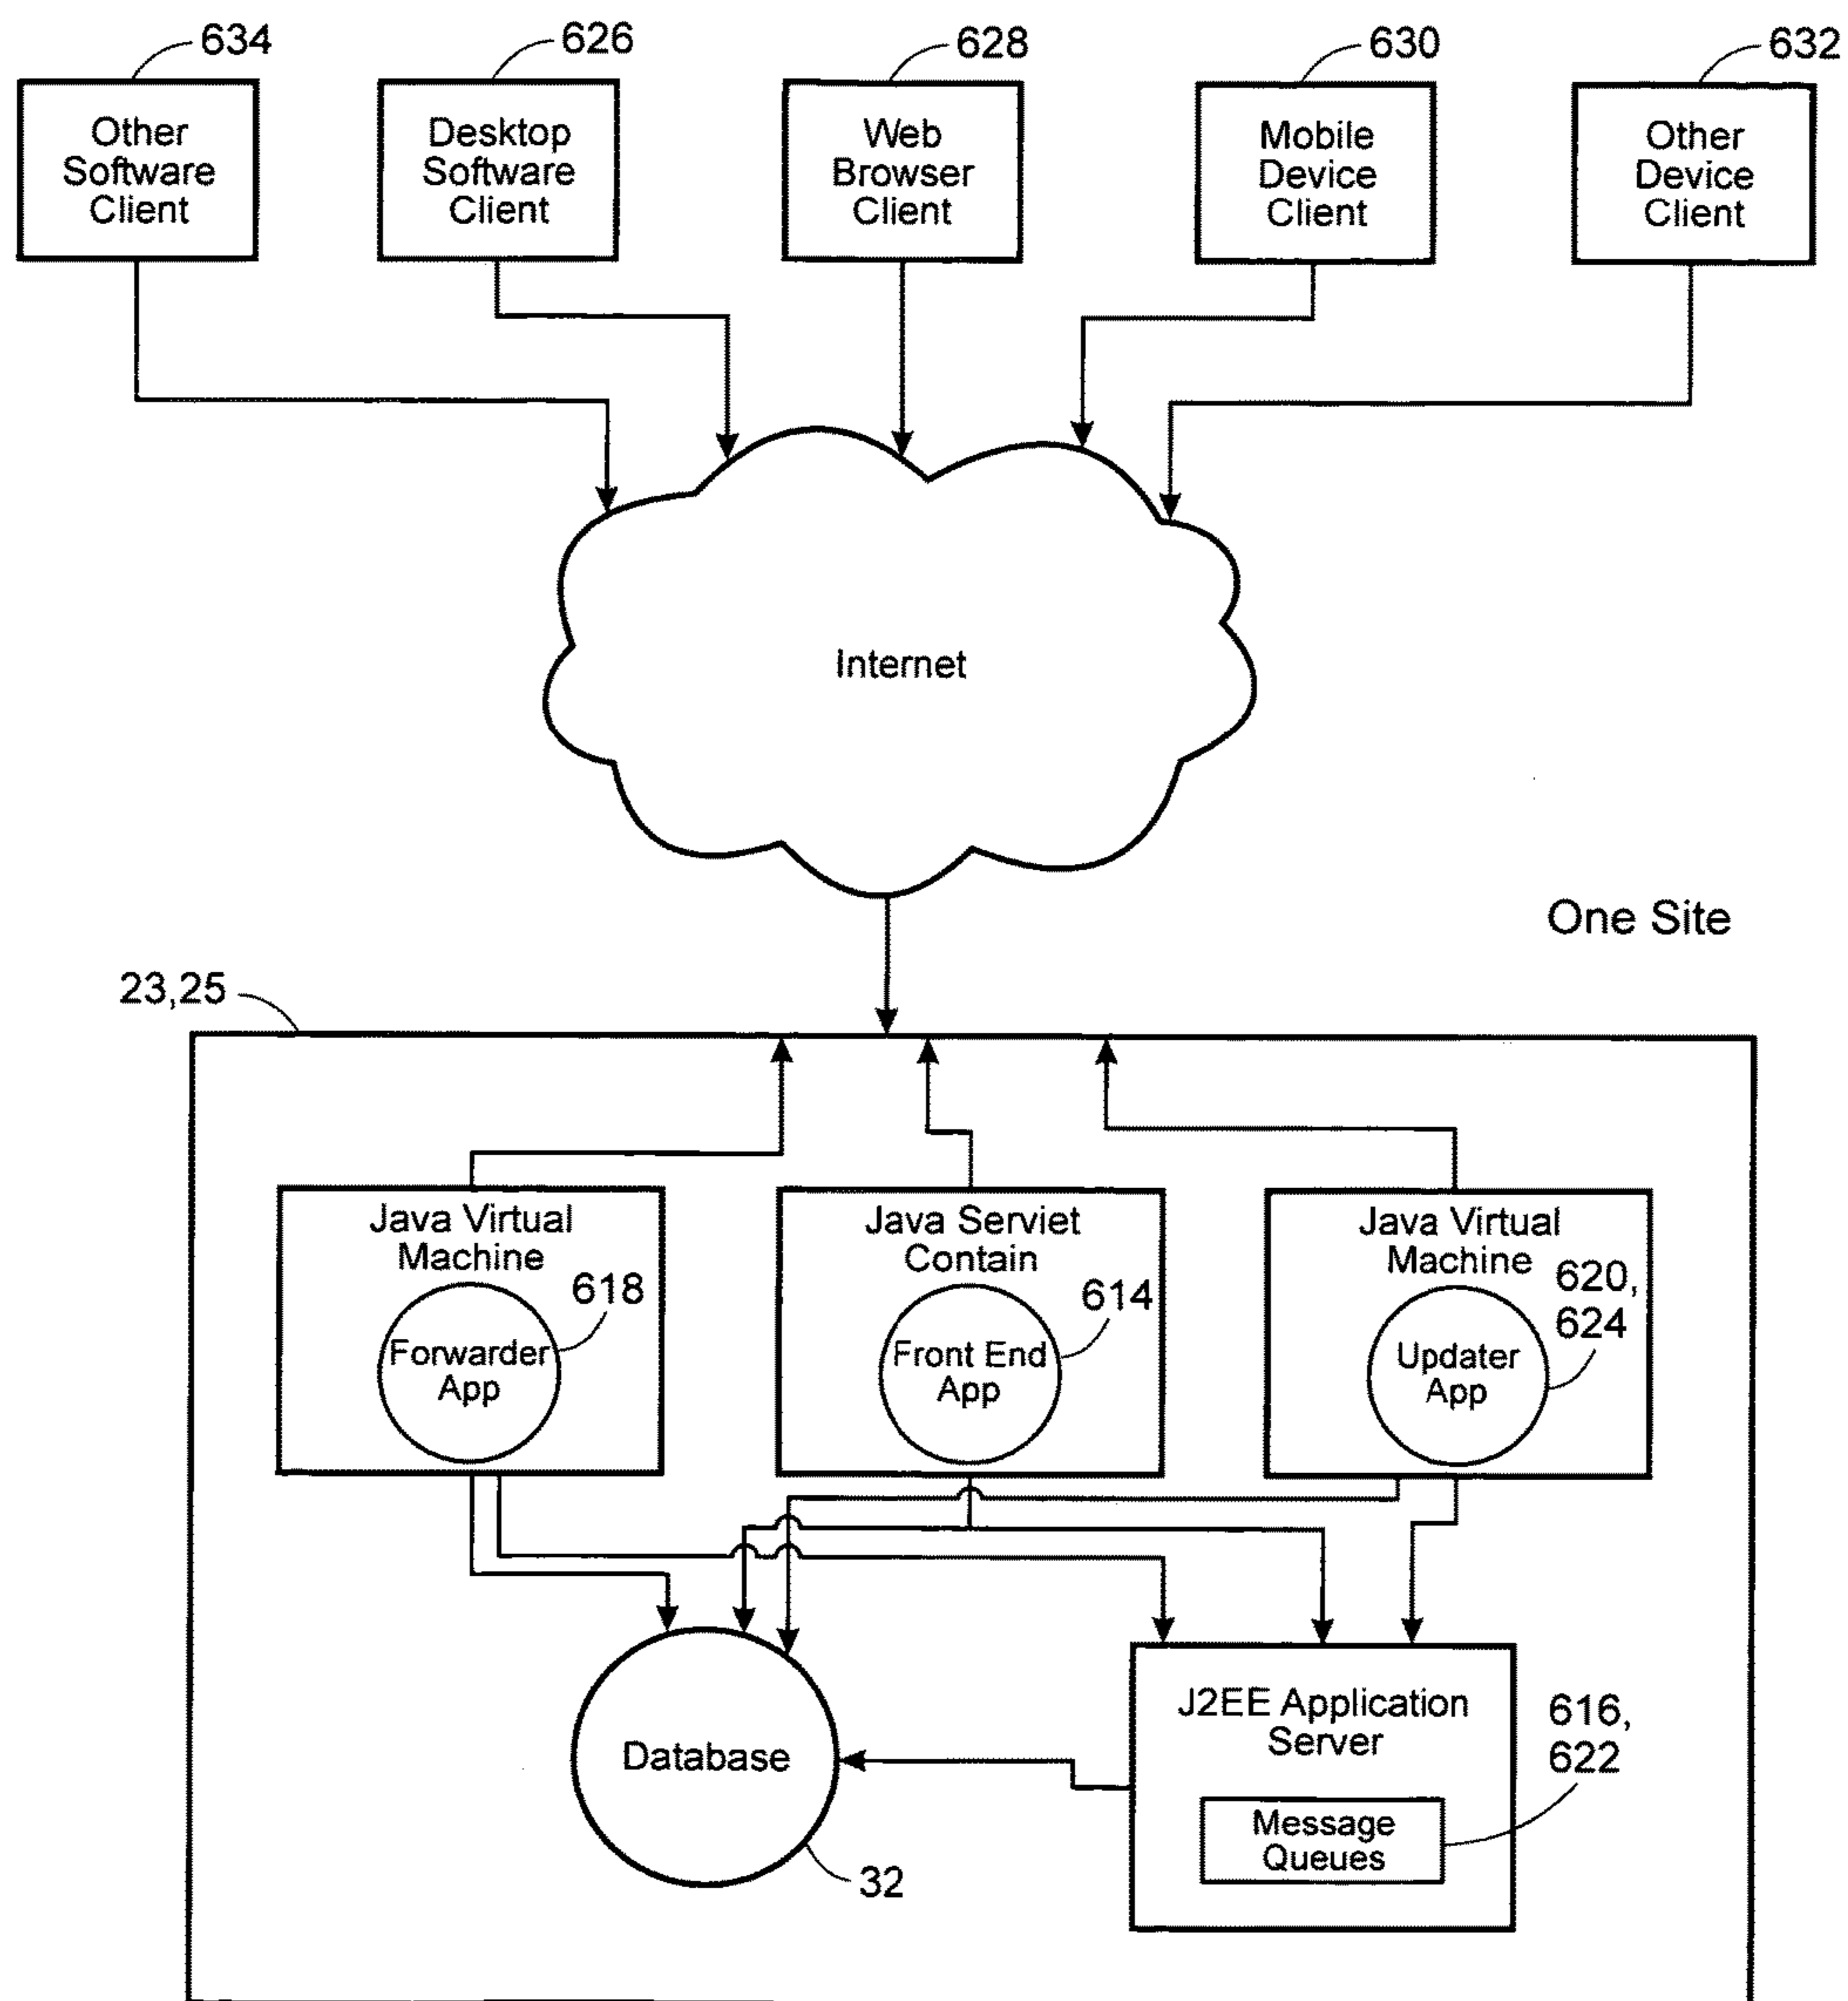 634
626
628
630
632
Other
Software
Client
Desktop
Software
Client
Web
Browser
Client
Mobile
Device
Client
Other
Device
Client
Internet
One Site
23,25
Java Virtual
Machine
618
Forwarder
App
Java Serviet
Contain
614
Front End
App
Java Virtual
Machine
620,
624
Updater
App
Database
32
J2EE Application
Server
616,
622
Message
Queues